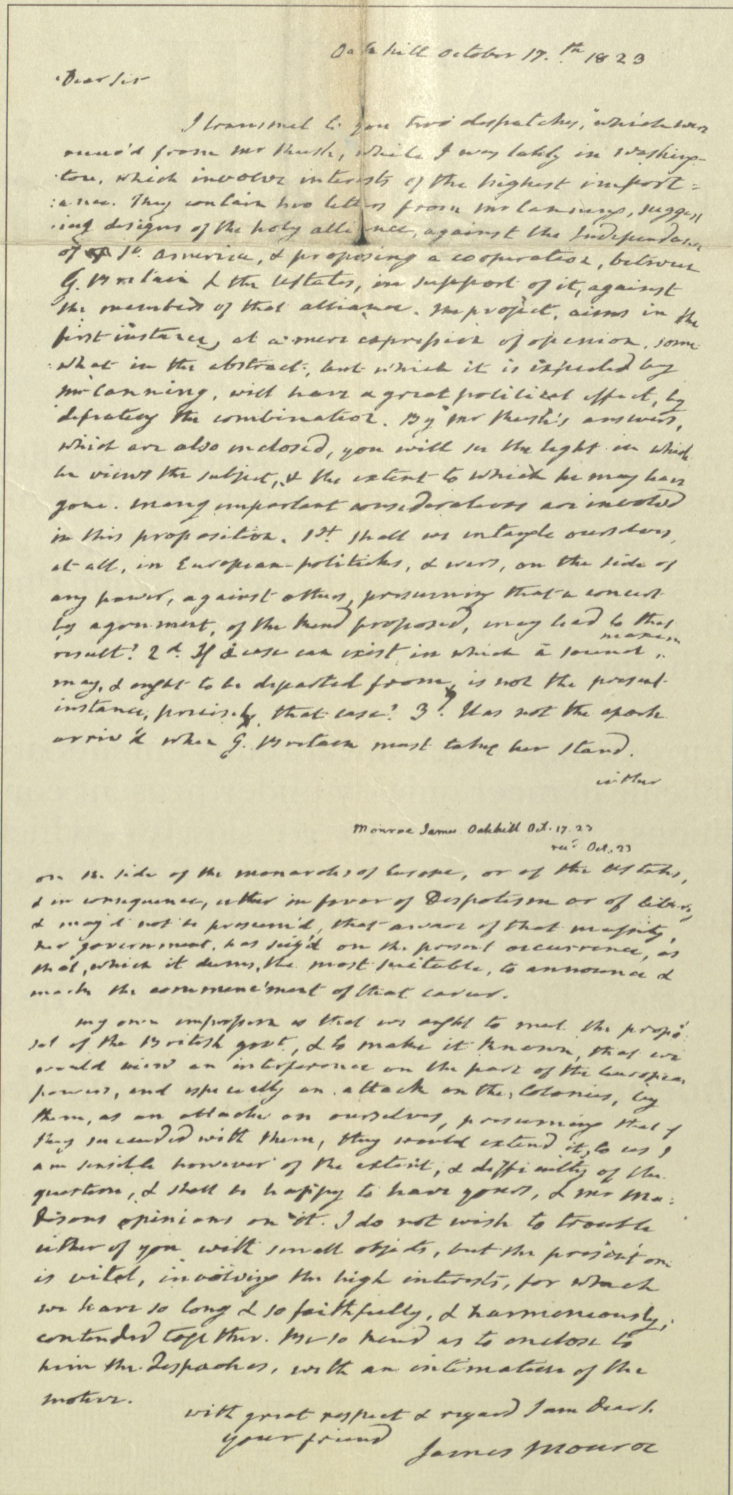 Oakhill October 17.th 1823
Dear Sir
I transmit to you two despatches, which were
receiv'd from Mr Rush, while I was lately in Washing-
ton, which involve interests of the highest import=
ance. They contain two letters from Mr Canning, suggest
ing designs of the holy alliance, against the Independance
of So. America, & proposing a cooperation, between
G. Britain & the UStates, in support of it, against
the members of that alliance. The project, aims in the
first instance, at a mere expression of opinion, some
what in the abstract, but which it is expected by
Mr Canning, will have a great political effect, by
defeating the combination. By Mr Rush's answers,
which are also enclosed, you will see the light in which
he views the subject, & the extent to which he may have
gone. Many important considerations are involved
in this proposition. 1st Shall we entangle ourselves,
at all, in European politicks, & wars, on the side of
any power, against others, presuming that a concert
by agreement, of the kind proposed, may lead to that
result? 2d If a case can exist in which a sound maxim
may, & ought to be departed from, is not the present
instance, precisely that case? 3d Has not the epoch
arriv'd when G. Britain must take her stand,
either
Monroe James Oakhill Oct. 17. 23
recd Oct. 23
on the side of the monarchs of Europe, or of the UStates,
& in consequence, either in favor of Despotism or of liberty
& may it not be presum'd, that aware of that necessity,
her government, has seiz'd on the present occurrence, as
that, which it deems, the most suitable, to announce &
mark the commenc'ment of that career.
My own impression is that we ought to meet the propo
sal of the British govt, & to make it known, that we
would view an interference on the part of the European
powers, and especially an attack on the Colonies, by
them, as an attack on ourselves, presuming that if
they succeeded with them, they would extend it to us. I
am sensible however of the extent, & difficulty of the
question, & shall be happy to have yours, & Mr Ma=
disons opinions on it. I do not wish to trouble
either of you with small objects, but the present one
is vital, involving the high interests, for which
we have so long & so faithfully, & harmoniously,
contended together. Be so kind as to enclose to
him the despatches, with an intimation of the
motive.
with great respect & regard I am Dear Sr
your friend
James Monroe